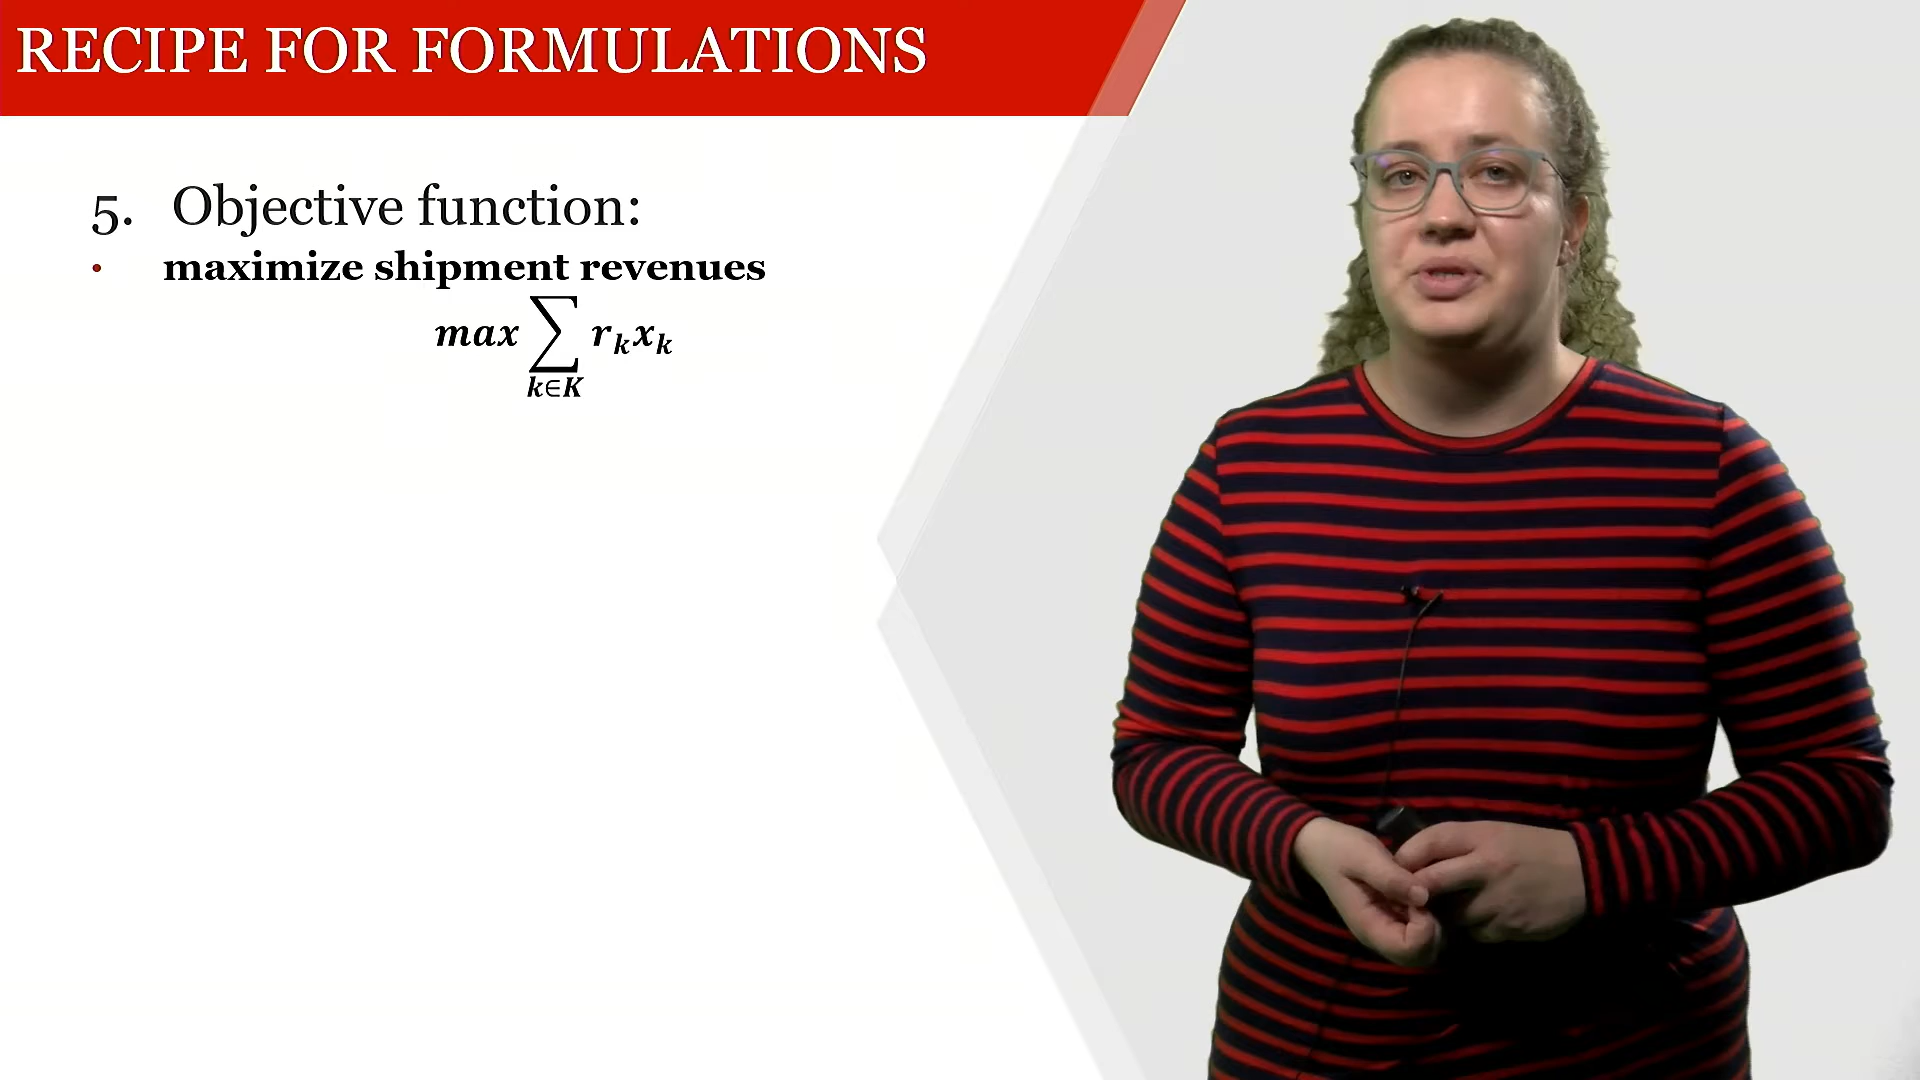 RECIPE FOR FORMULATIONS
5. Objective function:
• maximize shipment revenues
max ∑ r_k x_k
k∈K